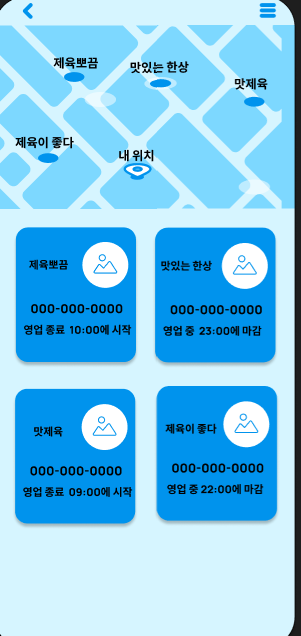 제육뽀끔
맛있는 한상
맛제육
제육이 좋다
내 위치
제육뽀끔
000-000-0000
영업 종료 10:00에 시작
맛있는 한상
000-000-0000
영업 중 23:00에 마감
맛제육
000-000-0000
영업 종료 09:00에 시작
제육이 좋다
000-000-0000
영업 중 22:00에 마감